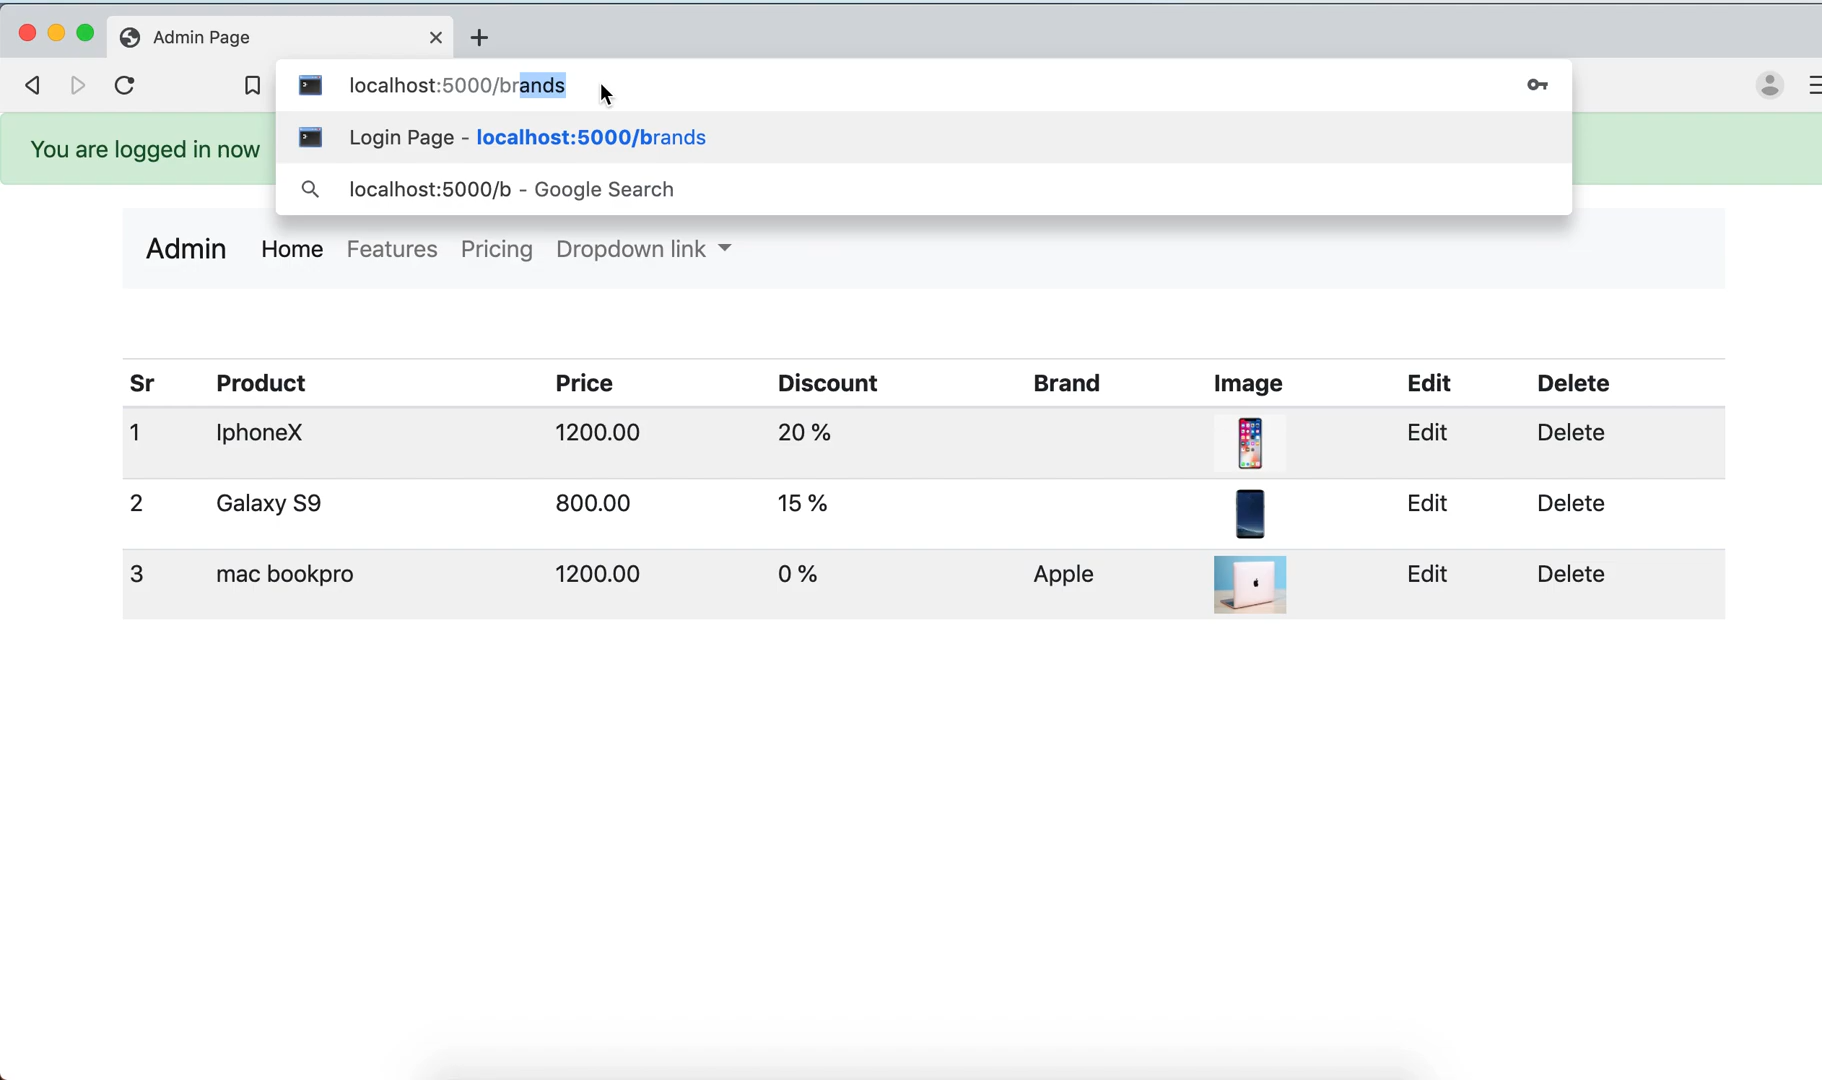 Admin Page
localhost:5000/brands
Login Page - localhost:5000/brands
localhost:5000/b - Google Search
You are logged in now
Admin Home Features Pricing Dropdown link
Sr Product Price Discount Brand Image Edit Delete
1 IphoneX 1200.00 20 % Edit Delete
2 Galaxy S9 800.00 15 % Edit Delete
3 mac bookpro 1200.00 0 % Apple Edit Delete